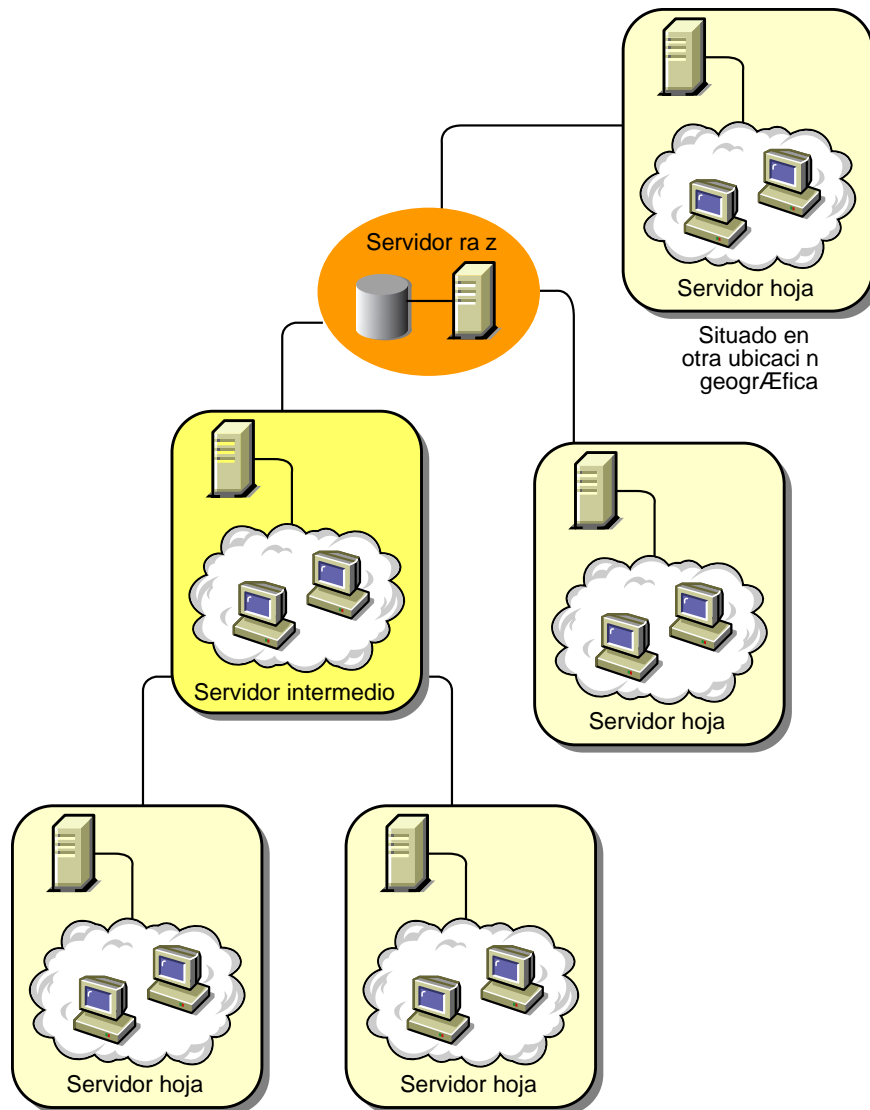 Servidor ra z
Servidor hoja
Situado en
otra ubicaci n
geogrÆfica
Servidor intermedio
Servidor hoja
Servidor hoja
Servidor hoja